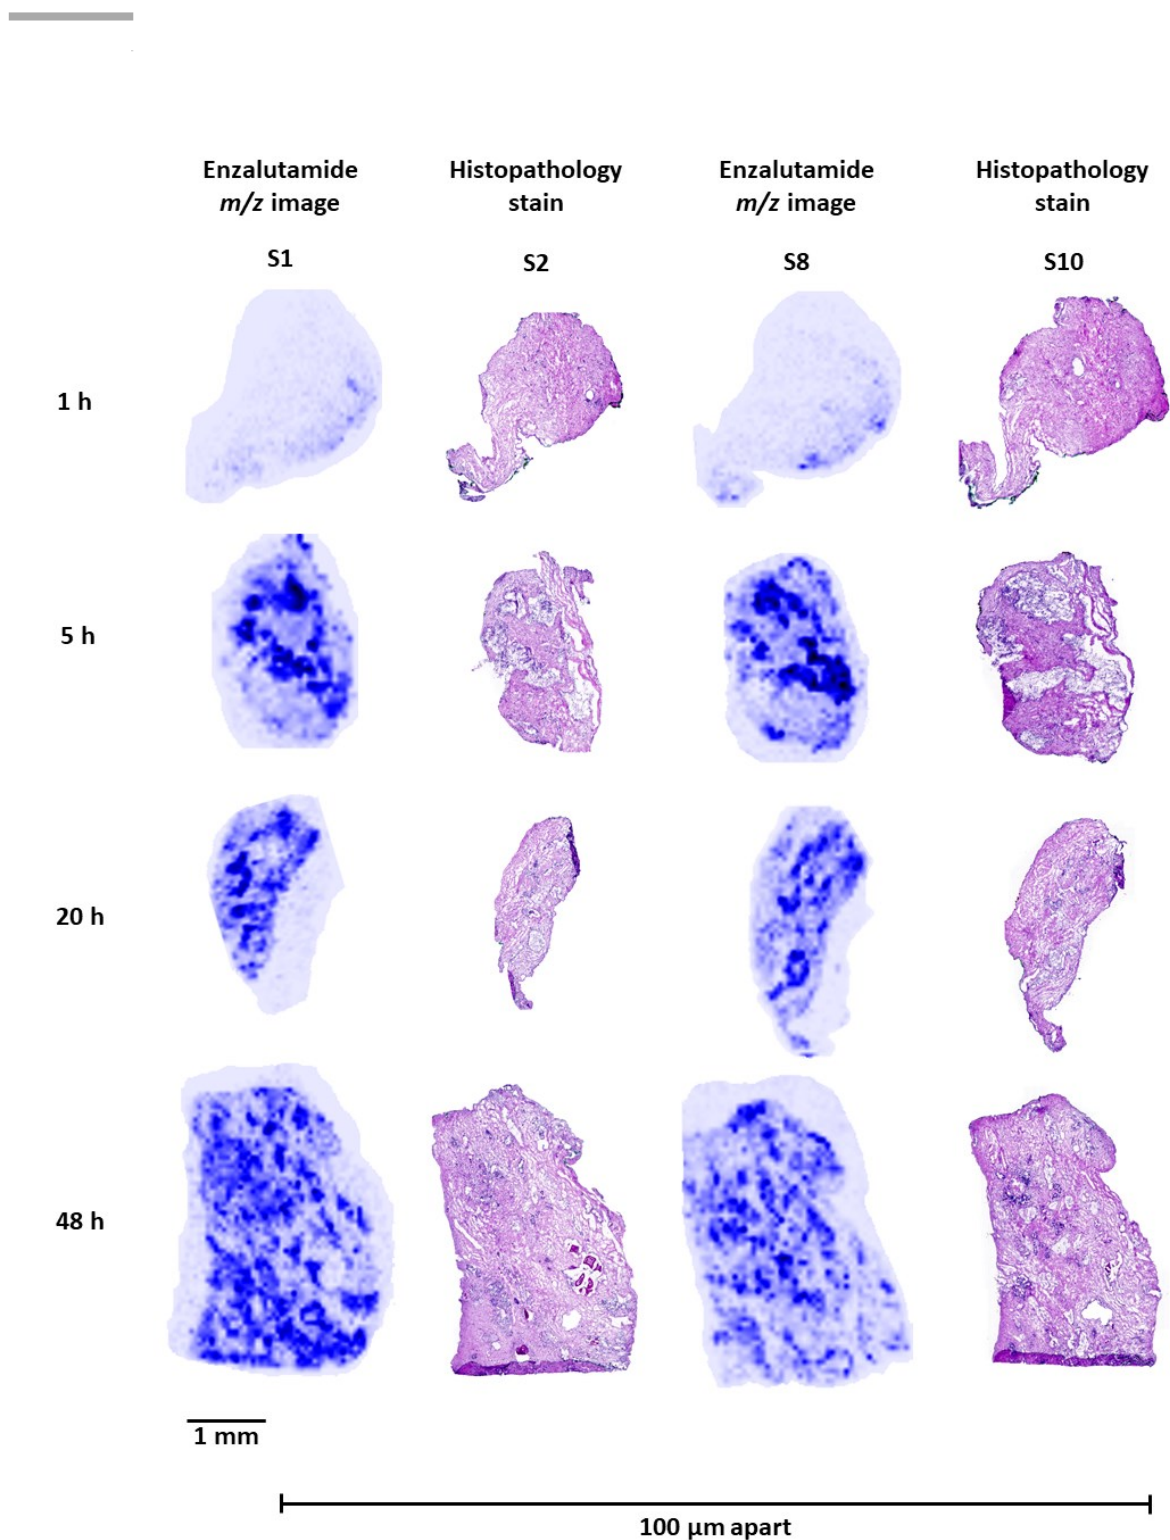 Enzalutamide
m/z image
Histopathology
stain
Enzalutamide
m/z image
Histopathology
stain
S1
S2
S8
S10
1 h
5 h
20 h
48 h
1 mm
100 µm apart